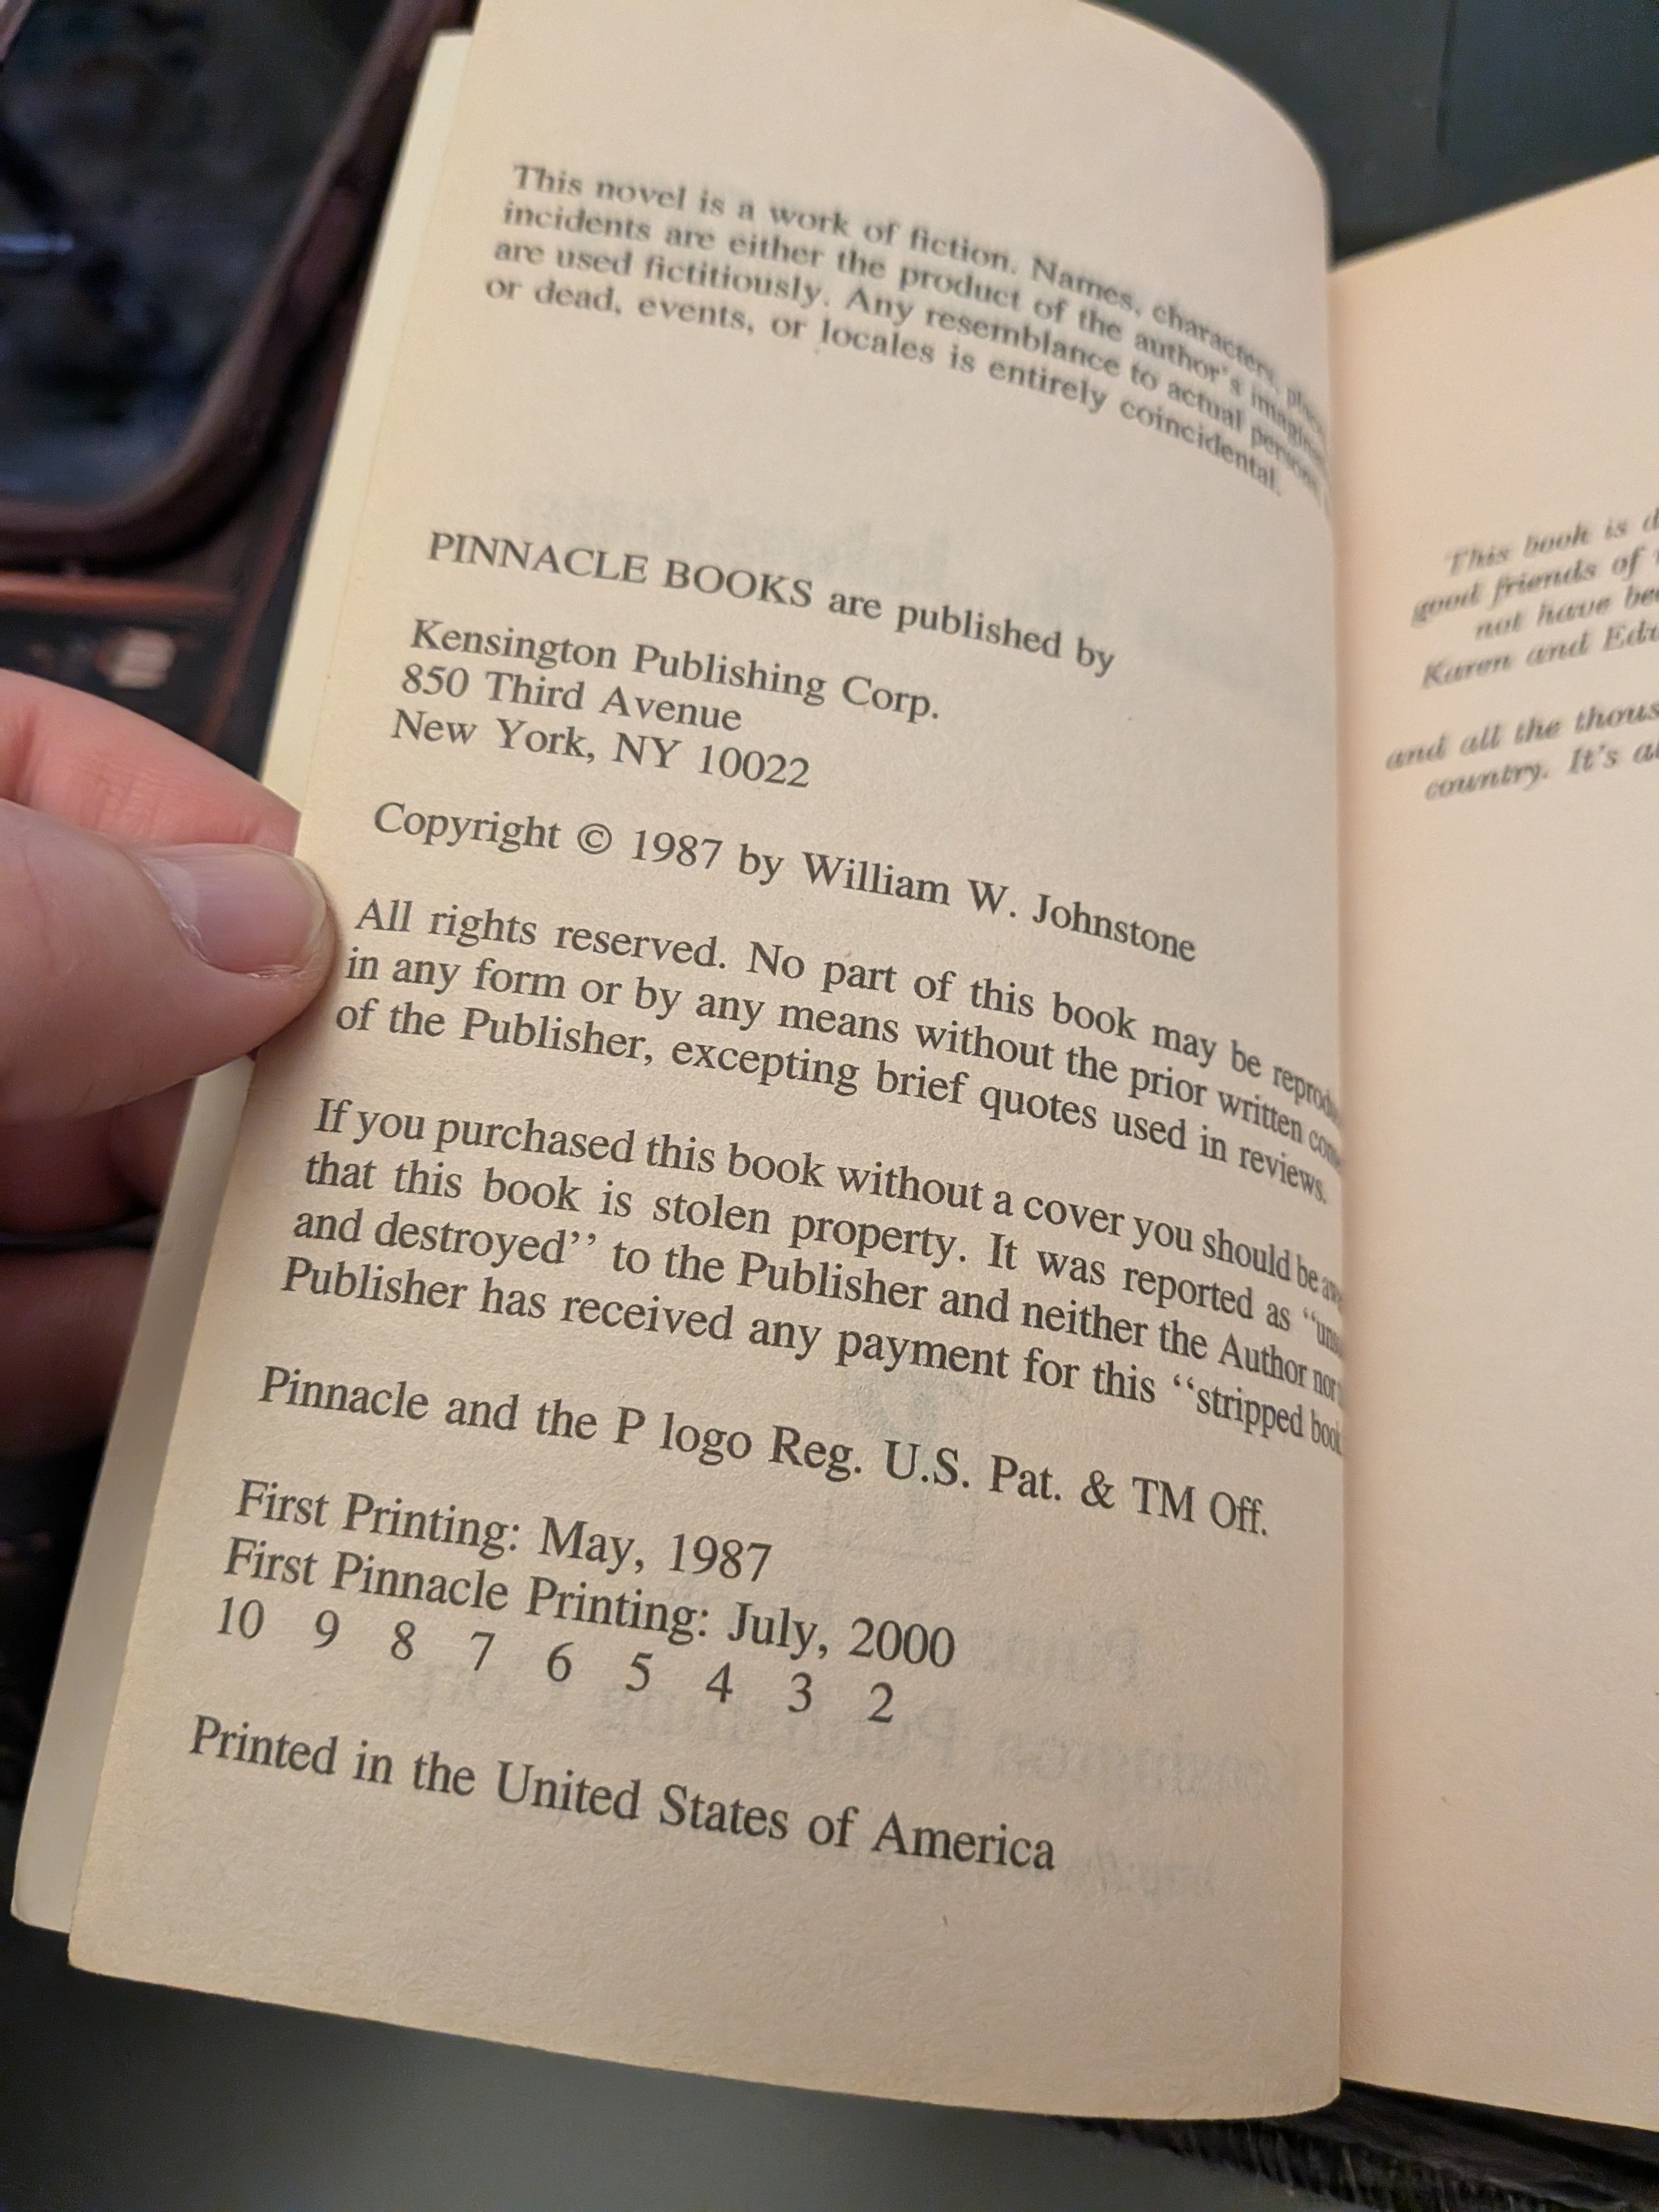 This novel is a work of fiction. Names, characters,
incidents are either the product of the author's
are used fictitiously. Any resemblance to actual persons,
or dead, events, or locales is entirely coincidental.
PINNACLE BOOKS are published by
Kensington Publishing Corp.
850 Third Avenue
New York, NY 10022
Copyright © 1987 by William W. Johnstone
All rights reserved. No part of this book may be
in any form or by any means without the prior written
of the Publisher, excepting brief quotes used in reviews.
If you purchased this book without a cover you should be
that this book is stolen property. It was reported as
and destroyed’’ to the Publisher and neither the Author nor
Publisher has received any payment for this ‘‘stripped
Pinnacle and the P logo Reg. U.S. Pat. & TM Off.
First Printing: May, 1987
First Pinnacle Printing: July, 2000
10 9 8 7 6 5 4 3 2
Printed in the United States of America
This book is
good friends of
not have
Karen and
and all the
country. It's